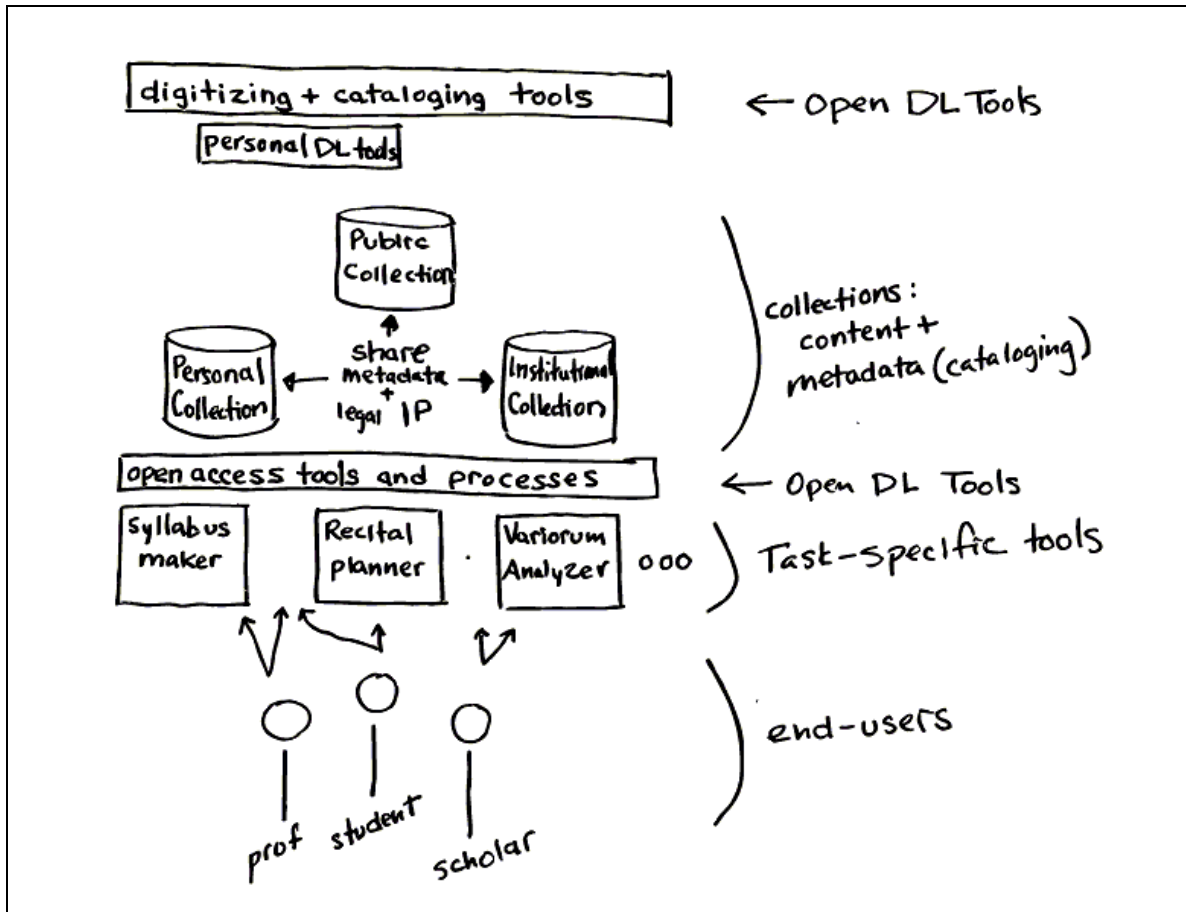 digitizing + cataloging tools
← Open DL Tools
personal DL tools
Public
Collection
collections:
content +
metadata (cataloging)
Personal
Collection
share
metadata
+
legal IP
Institutional
Collection
open access tools and processes
← Open DL Tools
Syllabus
maker
Recital
planner
Variorum
Analyzer
ooo
Task-specific tools
end-users
prof
student
scholar